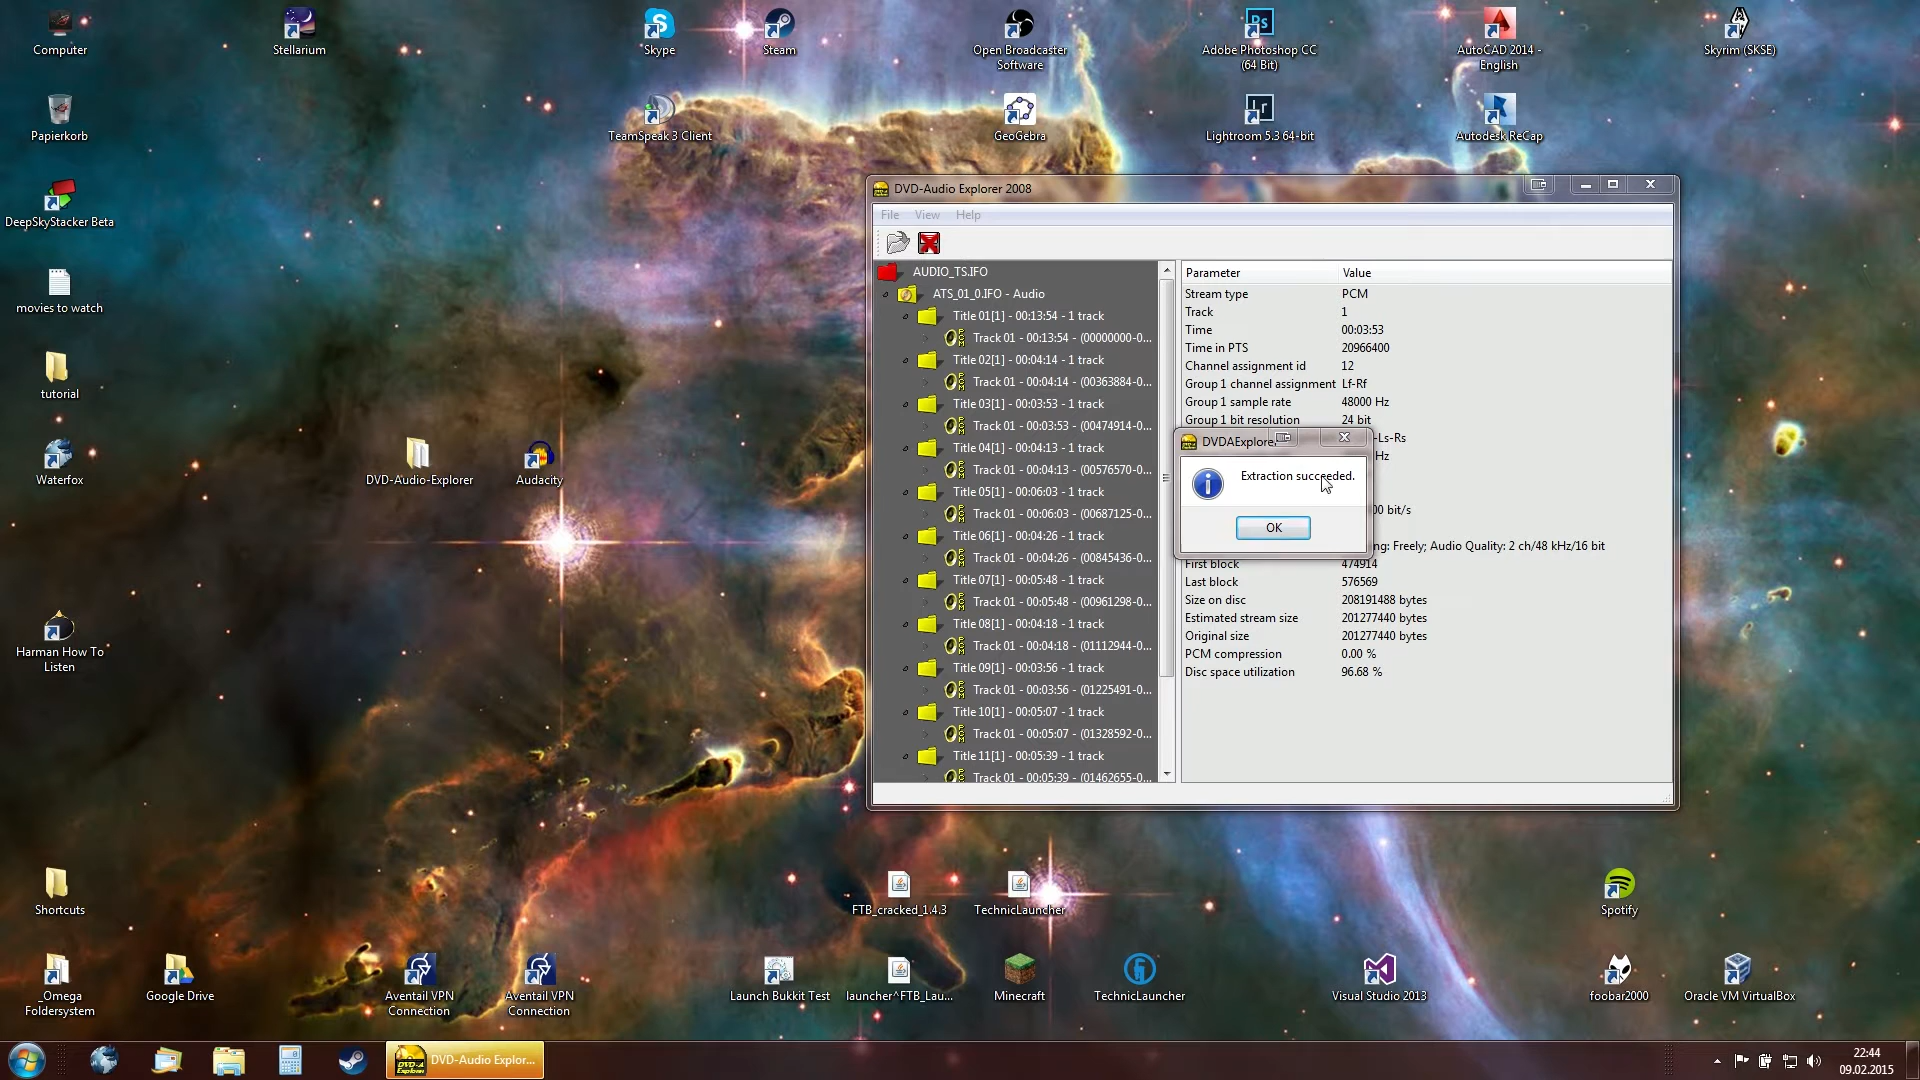 Computer
Stellarium
Skype
Steam
Open Broadcaster
Software
Adobe Photoshop CC
(64 Bit)
AutoCAD 2014 -
English
Skyrim (SKSE)
Papierkorb
TeamSpeak 3 Client
GeoGebra
Lightroom 5.3 64-bit
Autodesk ReCap
DeepSkyStacker Beta
movies to watch
tutorial
Waterfox
DVD-Audio-Explorer
Audacity
Harman How To
Listen
DVD-Audio Explorer 2008
File View Help
AUDIO_TS.IFO
ATS_01_0.IFO - Audio
Title 01[1] - 00:13:54 - 1 track
Track 01 - 00:13:54 - (00000000-0...
Title 02[1] - 00:04:14 - 1 track
Track 01 - 00:04:14 - (00363884-0...
Title 03[1] - 00:03:53 - 1 track
Track 01 - 00:03:53 - (00474914-0...
Title 04[1] - 00:04:13 - 1 track
Track 01 - 00:04:13 - (00576570-0...
Title 05[1] - 00:06:03 - 1 track
Track 01 - 00:06:03 - (00687125-0...
Title 06[1] - 00:04:26 - 1 track
Track 01 - 00:04:26 - (00845436-0...
Title 07[1] - 00:05:48 - 1 track
Track 01 - 00:05:48 - (00961298-0...
Title 08[1] - 00:04:18 - 1 track
Track 01 - 00:04:18 - (01112944-0...
Title 09[1] - 00:03:56 - 1 track
Track 01 - 00:03:56 - (01225491-0...
Title 10[1] - 00:05:07 - 1 track
Track 01 - 00:05:07 - (01328592-0...
Title 11[1] - 00:05:39 - 1 track
Track 01 - 00:05:39 - (01462655-0...
Parameter Value
Stream type PCM
Track 1
Time 00:03:53
Time in PTS 20966400
Channel assignment id 12
Group 1 channel assignment Lf-Rf
Group 1 sample rate 48000 Hz
Group 1 bit resolution 24 bit
-Ls-Rs
Hz
00 bit/s
ng: Freely; Audio Quality: 2 ch/48 kHz/16 bit
First block 474914
Last block 576569
Size on disc 208191488 bytes
Estimated stream size 201277440 bytes
Original size 201277440 bytes
PCM compression 0.00 %
Disc space utilization 96.68 %
DVDAExplorer
Extraction succeeded.
OK
Shortcuts
FTB_cracked_1.4.3
TechnicLauncher
Spotify
_Omega
Foldersystem
Google Drive
Aventail VPN
Connection
Aventail VPN
Connection
Launch Bukkit Test
launcher^FTB_Lau...
Minecraft
TechnicLauncher
Visual Studio 2013
foobar2000
Oracle VM VirtualBox
DVD-Audio Explor...
22:44
09.02.2015